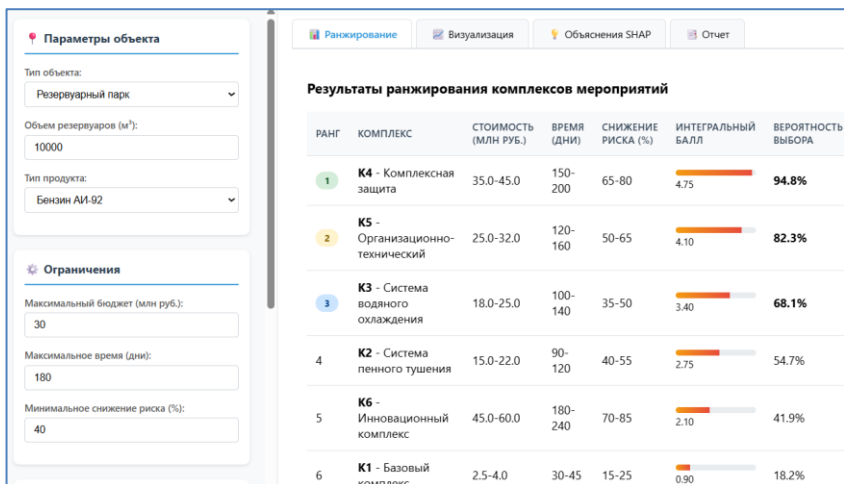 Параметры объекта
Тип объекта:
Резервуарный парк
Объем резервуаров (м³):
10000
Тип продукта:
Бензин АИ-92
Ограничения
Максимальный бюджет (млн руб.):
30
Максимальное время (дни):
180
Минимальное снижение риска (%):
40
Ранжирование
Визуализация
Объяснения SHAP
Отчет
Результаты ранжирования комплексов мероприятий
РАНГ КОМПЛЕКС СТОИМОСТЬ ВРЕМЯ СНИЖЕНИЕ ИНТЕГРАЛЬНЫЙ ВЕРОЯТНОСТЬ
(МЛН РУБ.) (ДНИ) РИСКА (%) БАЛЛ ВЫБОРА
1 К4 - Комплексная 35.0-45.0 150- 65-80 94.8%
защита 200 4.75
К5 -
2 Организационно- 25.0-32.0 120- 50-65 82.3%
технический 160 4.10
К3 - Система
3 водяного 18.0-25.0 100- 35-50 68.1%
охлаждения 140 3.40
4 К2 - Система 15.0-22.0 90- 40-55 54.7%
пенного тушения 120 2.75
К6 -
5 Инновационный 45.0-60.0 180- 70-85 41.9%
комплекс 240 2.10
6 К1 - Базовый 2.5-4.0 30-45 15-25 18.2%
комплекс 0.90